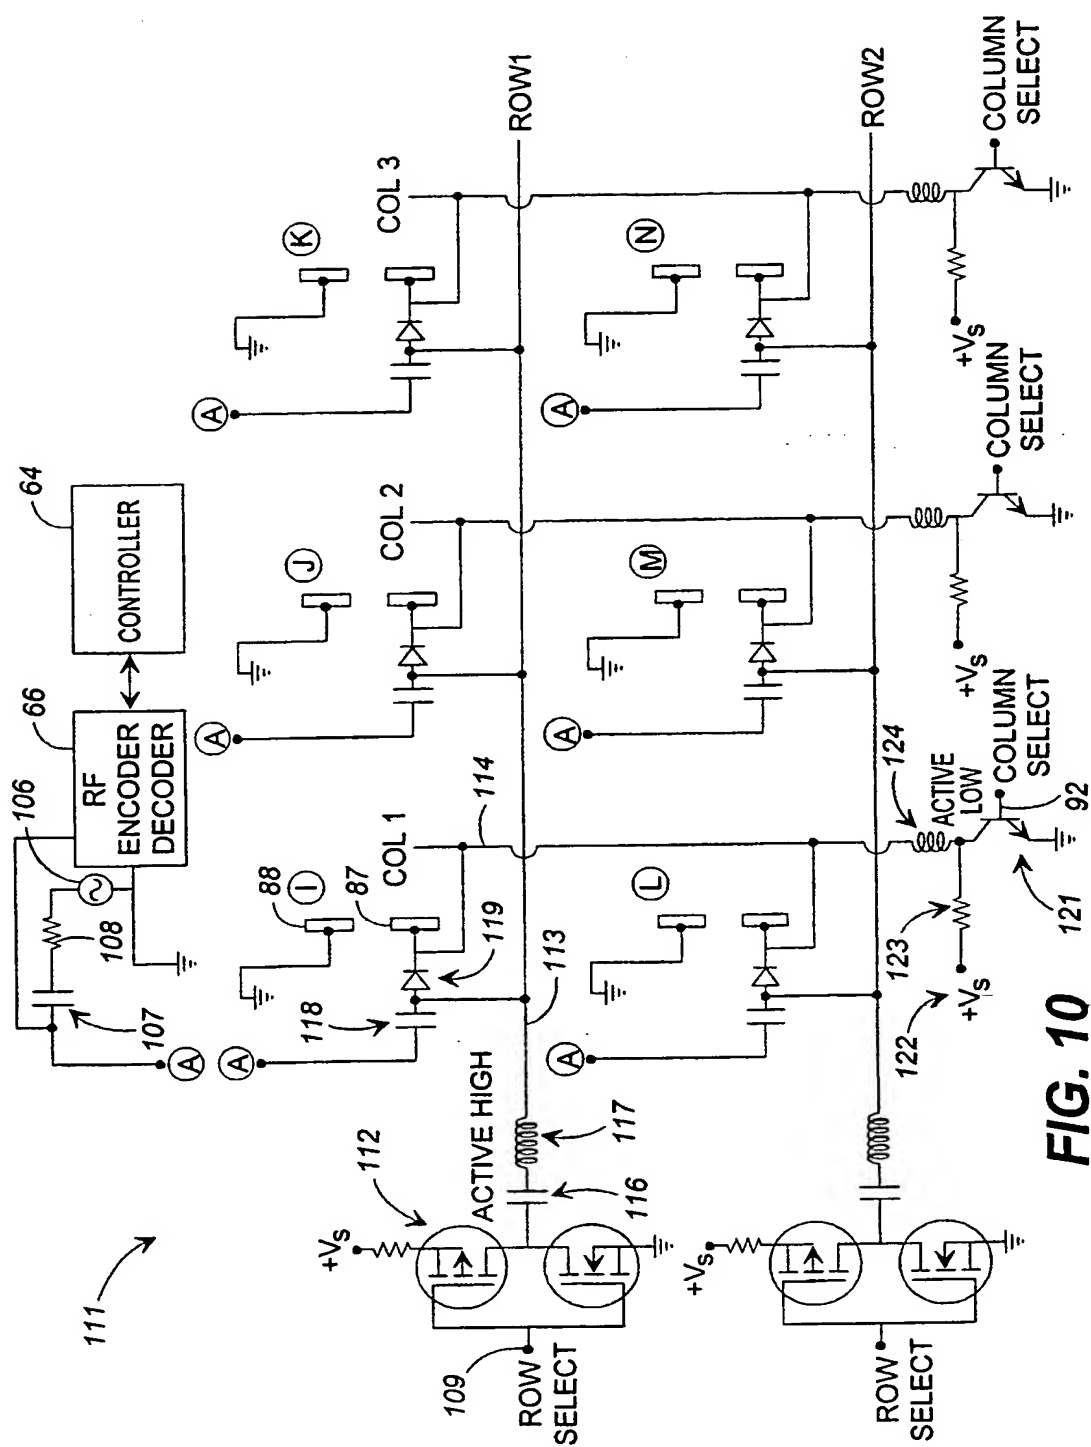 111
+VS
112
ACTIVE HIGH
109
ROW
SELECT
116
117
113
ROW1
107
108
106
66
RF
ENCODER
DECODER
64
CONTROLLER
A
A
118
119
88
I
87
COL 1
114
A
J
COL 2
A
K
COL 3
+VS
ROW
SELECT
ROW2
A
L
A
M
A
N
122
+VS
123
124
ACTIVE
LOW
121
92
COLUMN
SELECT
+VS
COLUMN
SELECT
+VS
COLUMN
SELECT
FIG. 10